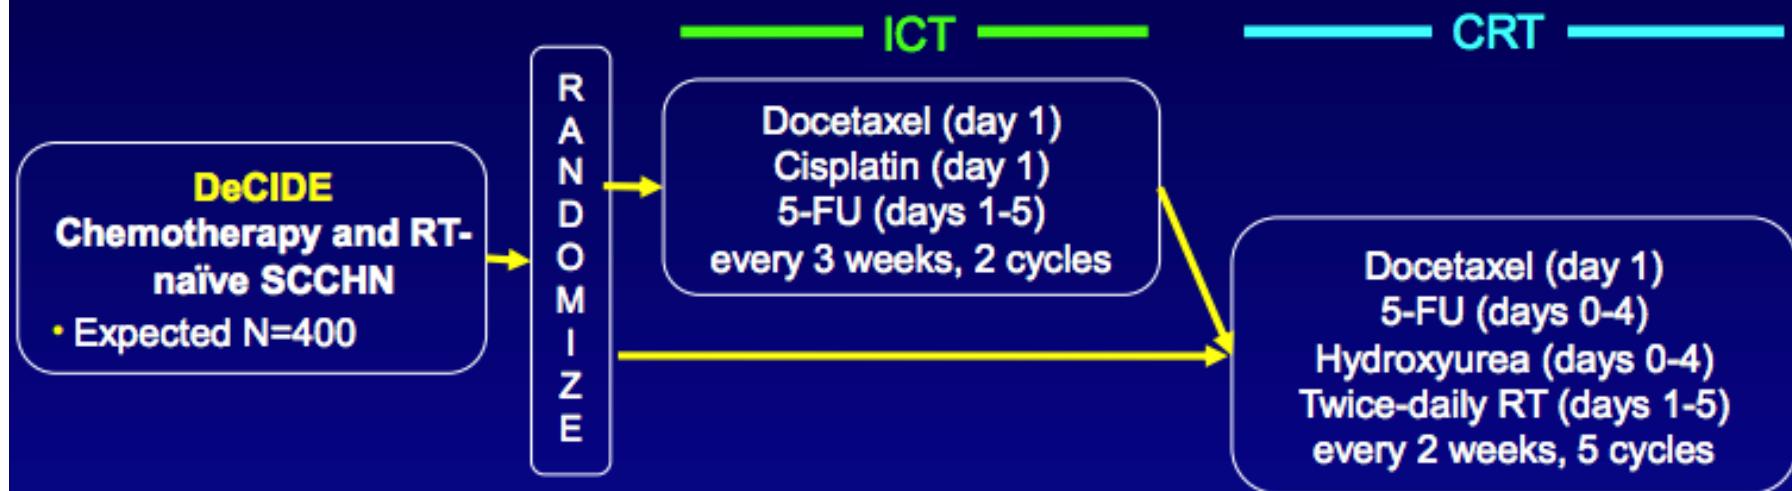 ICT
CRT
DeCIDE
Chemotherapy and RT-
naïve SCCHN
• Expected N=400
R
A
N
D
O
M
I
Z
E
Docetaxel (day 1)
Cisplatin (day 1)
5-FU (days 1-5)
every 3 weeks, 2 cycles
Docetaxel (day 1)
5-FU (days 0-4)
Hydroxyurea (days 0-4)
Twice-daily RT (days 1-5)
every 2 weeks, 5 cycles